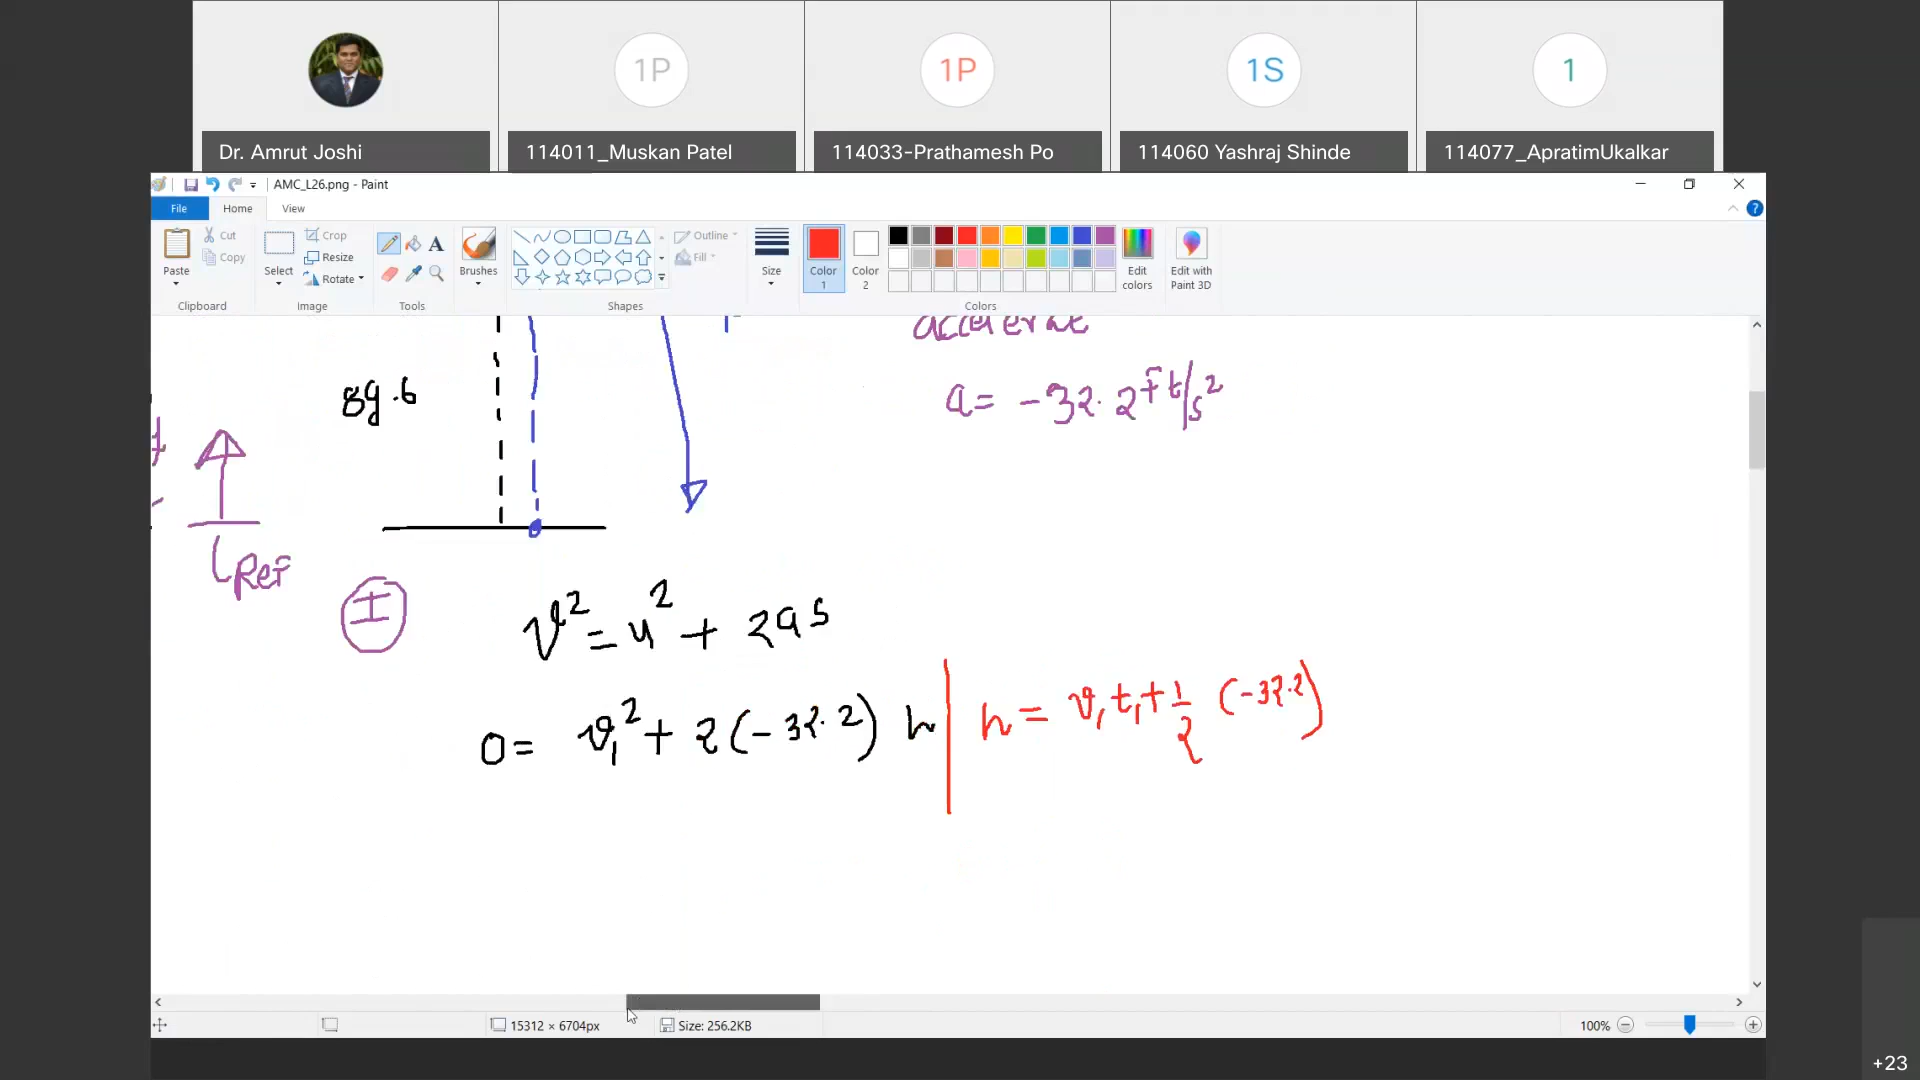 1P
1P
1S
1
Dr. Amrut Joshi
114011_Muskan Patel
114033-Prathamesh Po
114060 Yashraj Shinde
114077_ApratimUkalkar
AMC_L26.png - Paint
File Home View
Cut
Copy
Paste
Clipboard
Select
Crop
Resize
Rotate
Image
A
Tools
Brushes
Outline
Fill
Shapes
Size
Color 1
Color 2
Edit colors
Edit with Paint 3D
Colors
89.6
a = -32.2 ft/s²
Ref
I
v² = u² + 2as
0 = v₁² + 2(-32.2) h
h = v₁t₁ + 1/2 (-32.2)
15312 × 6704px
Size: 256.2KB
100%
+23